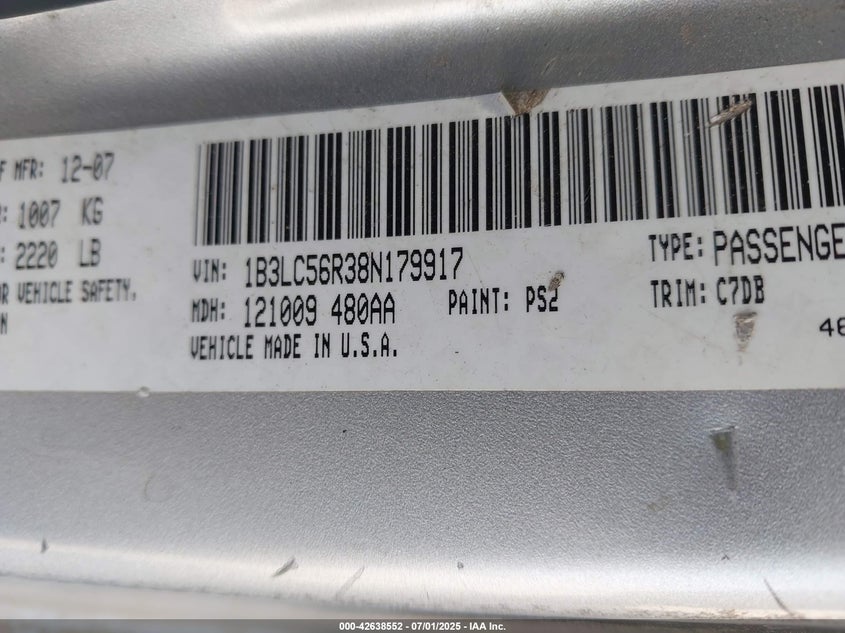 F MFR: 12-07
: 1007 KG
: 2220 LB
OR VEHICLE SAFETY,
N
VIN: 1B3LC56R38N179917
TYPE: PASSENGE
MDH: 121009 480AA
PAINT: PS2
TRIM: C7DB
VEHICLE MADE IN U.S.A.
48
000-42638552 - 07/01/2025 - IAA Inc.